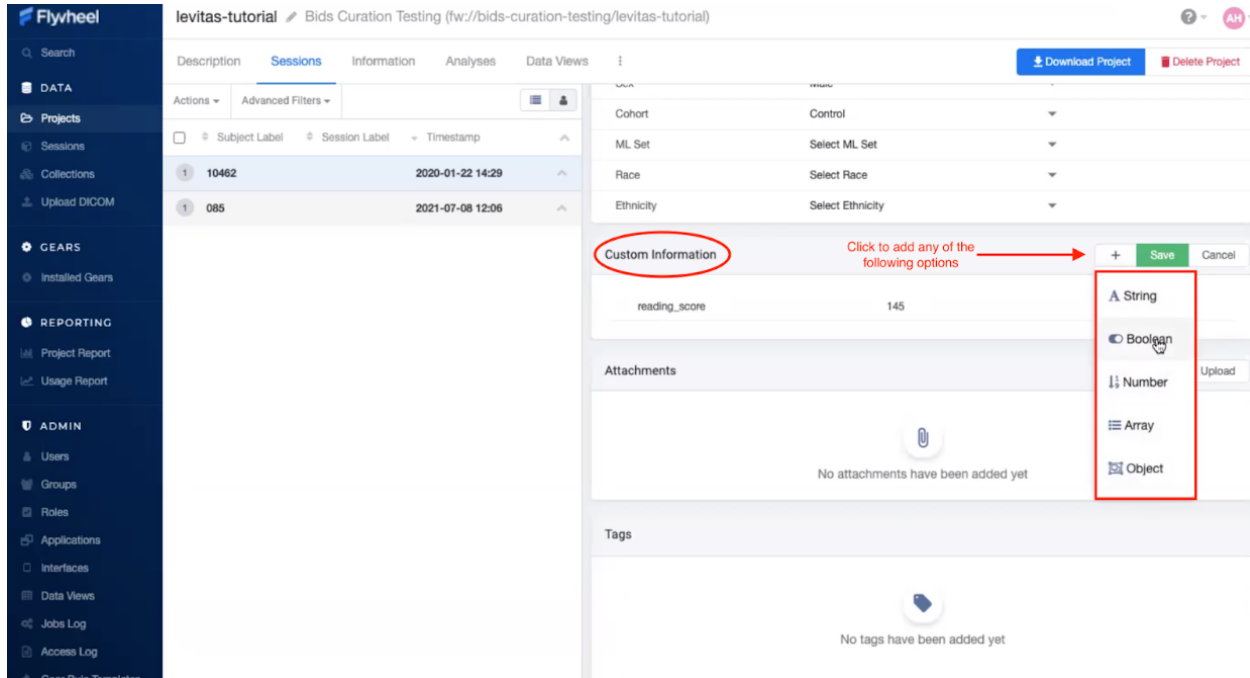 Flywheel
levitas-tutorial Bids Curation Testing (fw://bids-curation-testing/levitas-tutorial)
? AH
Search
Description Sessions Information Analyses Data Views
Download Project Delete Project
DATA
Actions Advanced Filters
Projects
Cohort Control
Subject Label Session Label Timestamp
Sessions
ML Set Select ML Set
Collections
1 10462 2020-01-22 14:29
Race Select Race
Upload DICOM
1 085 2021-07-08 12:06
Ethnicity Select Ethnicity
GEARS
Installed Gears
REPORTING
Project Report
Usage Report
ADMIN
Users
Groups
Roles
Applications
Interfaces
Data Views
Jobs Log
Access Log
Custom Information
Click to add any of the
following options
+ Save Cancel
reading_score 145
A String
Boolean
Number
Array
Object
Attachments
Upload
No attachments have been added yet
Tags
No tags have been added yet